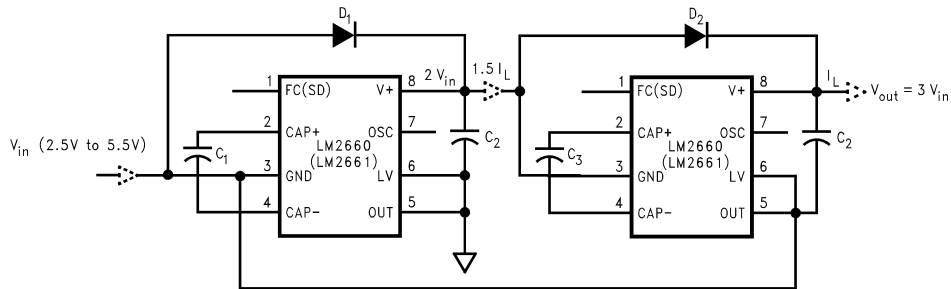 D1
D2
2 Vin
1.5 IL
IL
Vout = 3 Vin
Vin (2.5V to 5.5V)
1
FC(SD)
V+
8
2
CAP+
OSC
7
LM2660
(LM2661)
3
GND
LV
6
4
CAP-
OUT
5
C1
C2
1
FC(SD)
V+
8
2
CAP+
OSC
7
LM2660
(LM2661)
3
GND
LV
6
4
CAP-
OUT
5
C3
C2